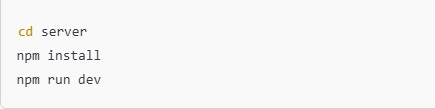 cd server
npm install
npm run dev